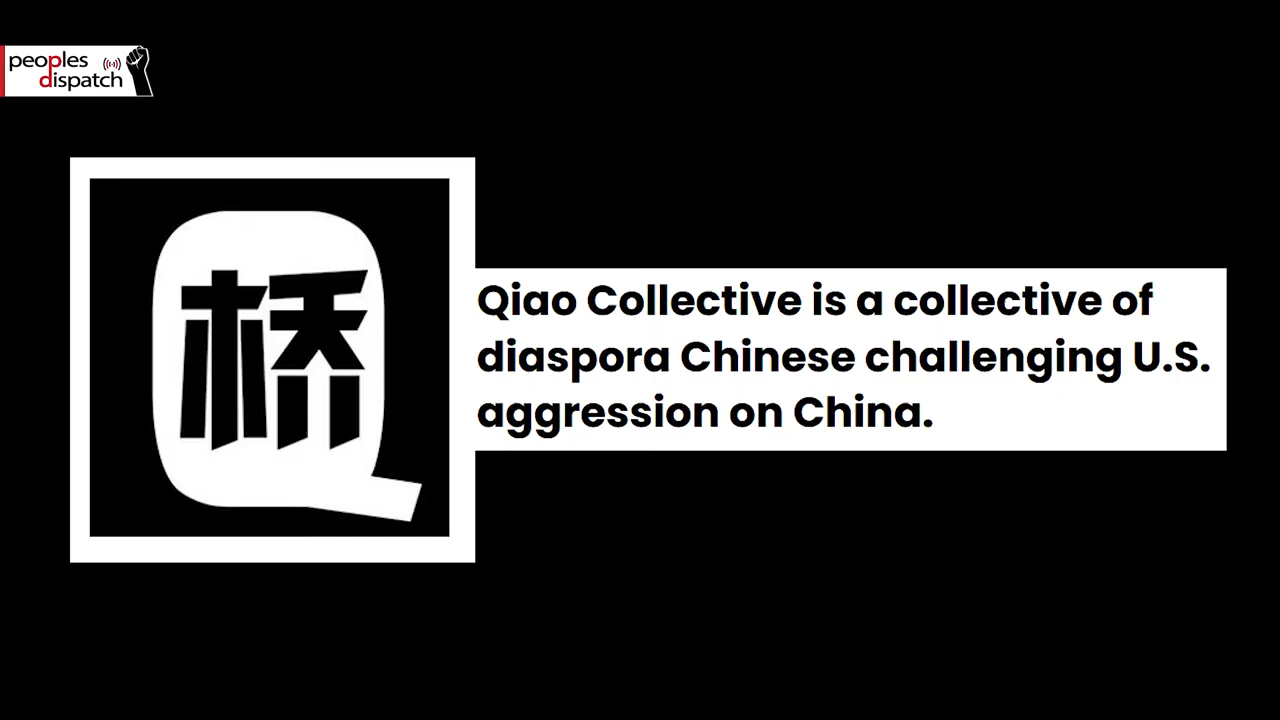 peoples
dispatch
桥
Qiao Collective is a collective of
diaspora Chinese challenging U.S.
aggression on China.